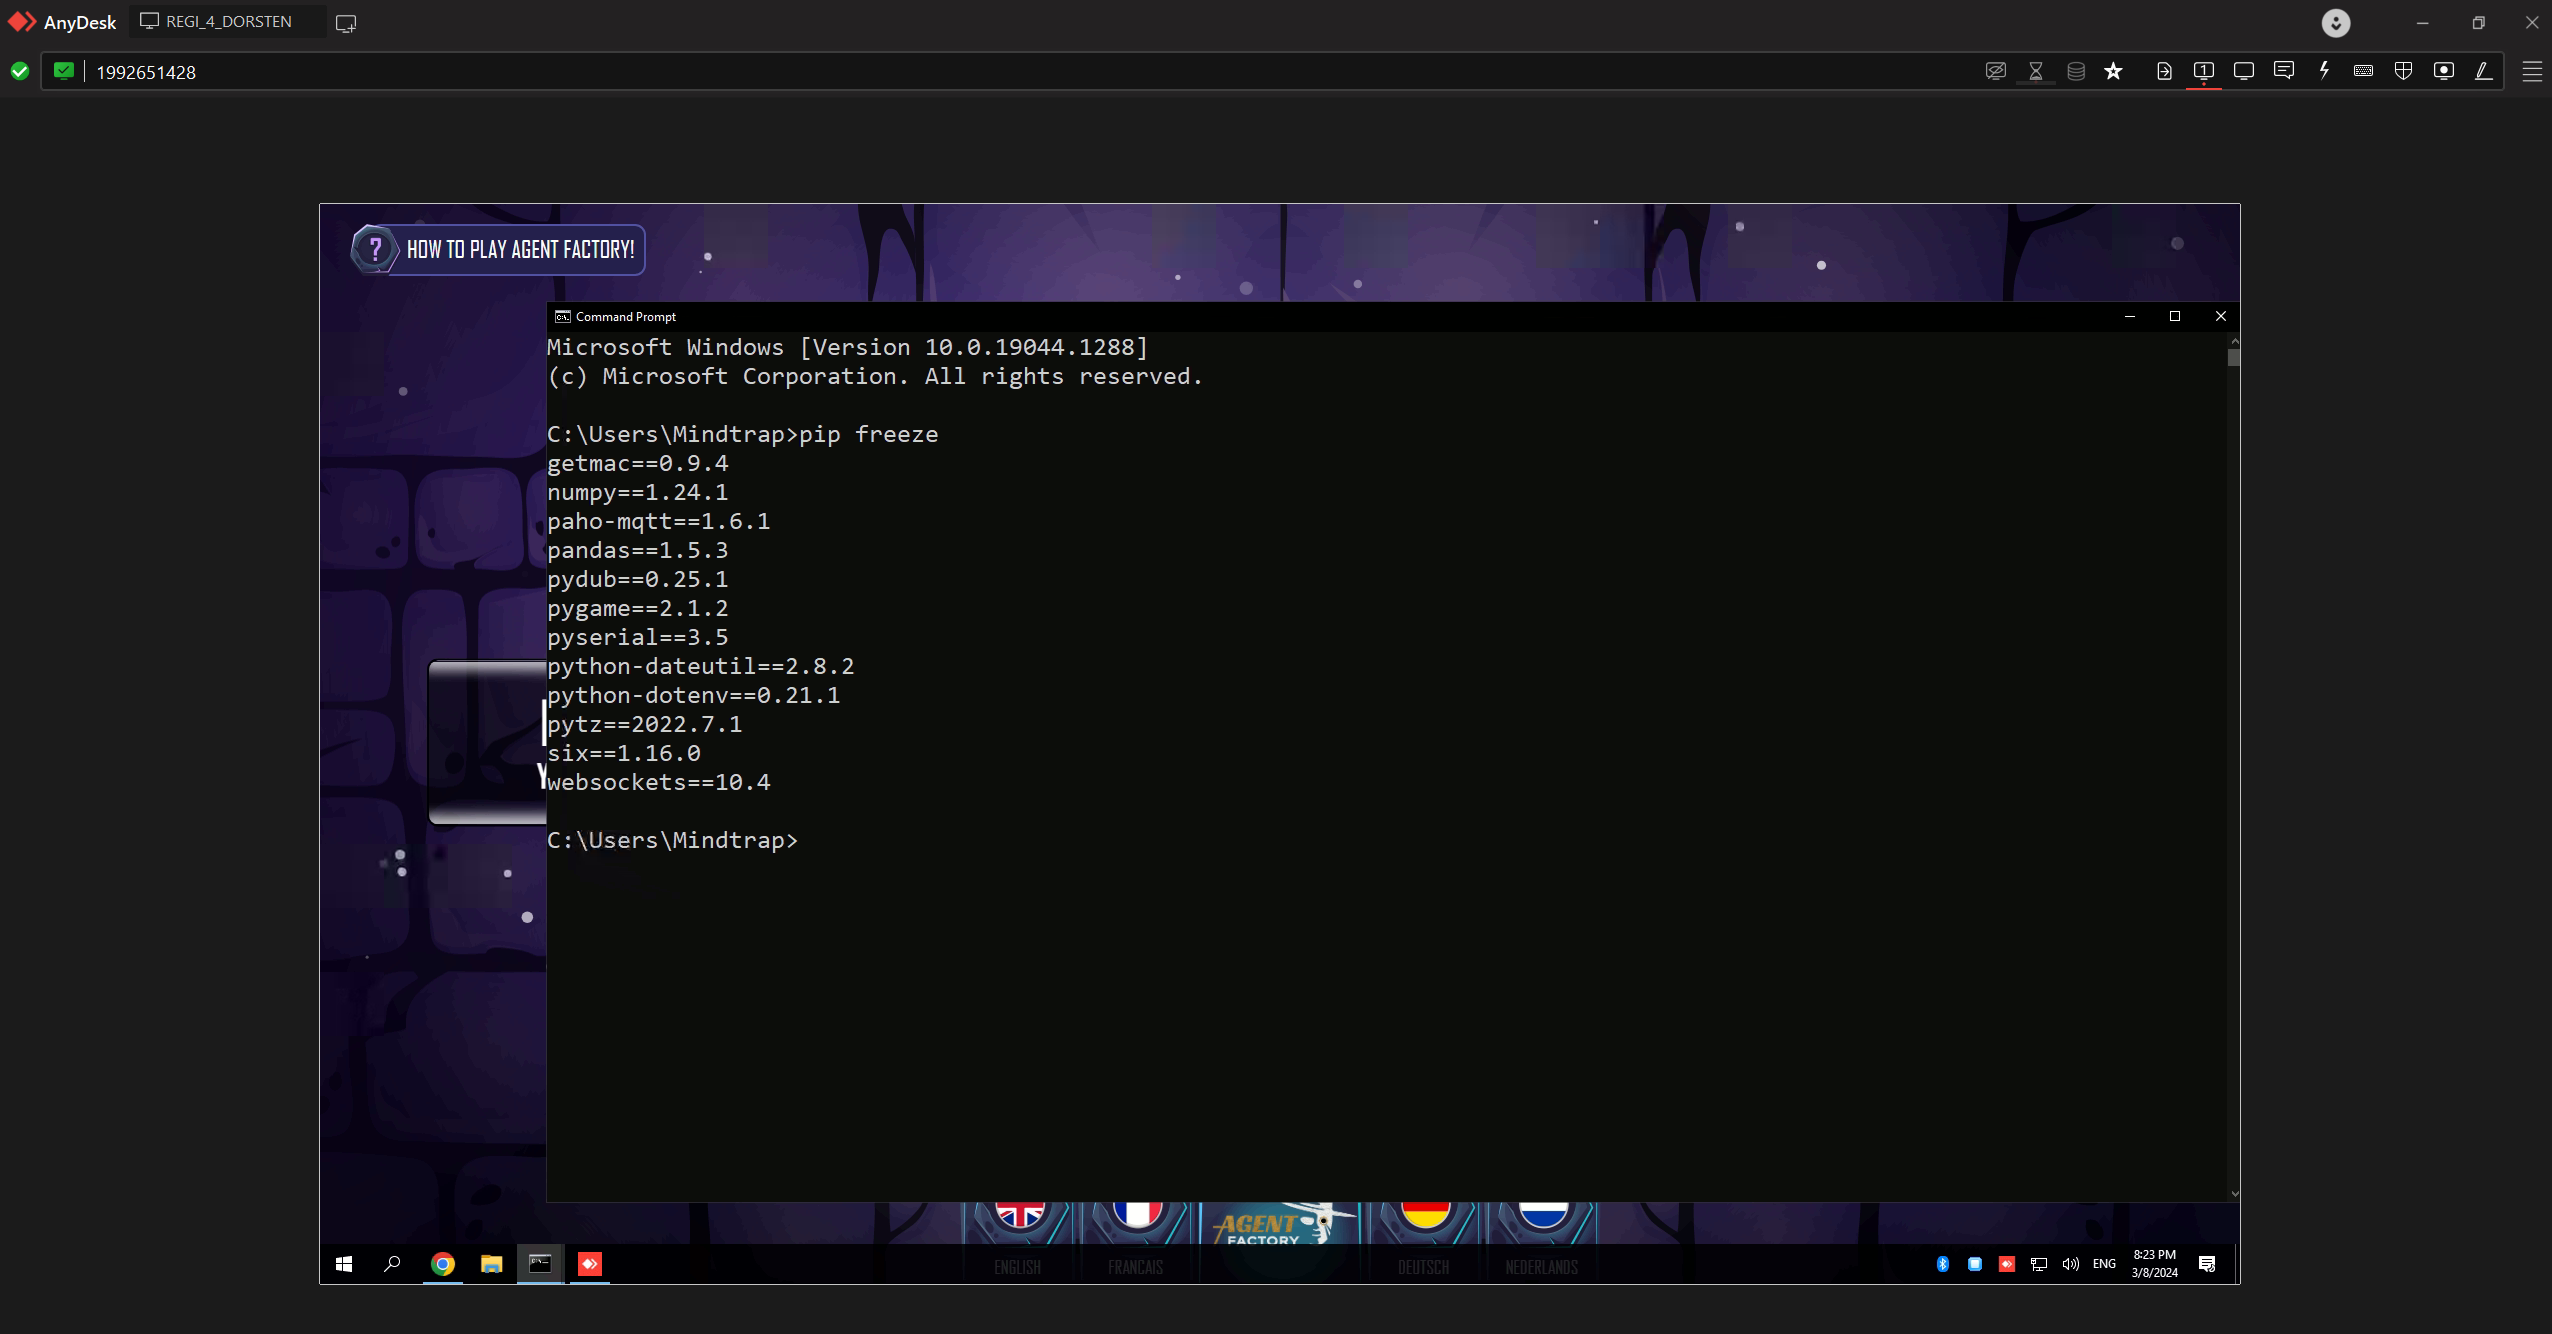 AnyDesk
REGI_4_DORSTEN
1992651428
1
? HOW TO PLAY AGENT FACTORY!
Command Prompt
Microsoft Windows [Version 10.0.19044.1288]
(c) Microsoft Corporation. All rights reserved.
C:\Users\Mindtrap>pip freeze
getmac==0.9.4
numpy==1.24.1
paho-mqtt==1.6.1
pandas==1.5.3
pydub==0.25.1
pygame==2.1.2
pyserial==3.5
python-dateutil==2.8.2
python-dotenv==0.21.1
pytz==2022.7.1
six==1.16.0
websockets==10.4
C:\Users\Mindtrap>
AGENT
FACTORY
ENGLISH
FRANCAIS
DEUTSCH
NEDERLANDS
ENG
8:23 PM
3/8/2024